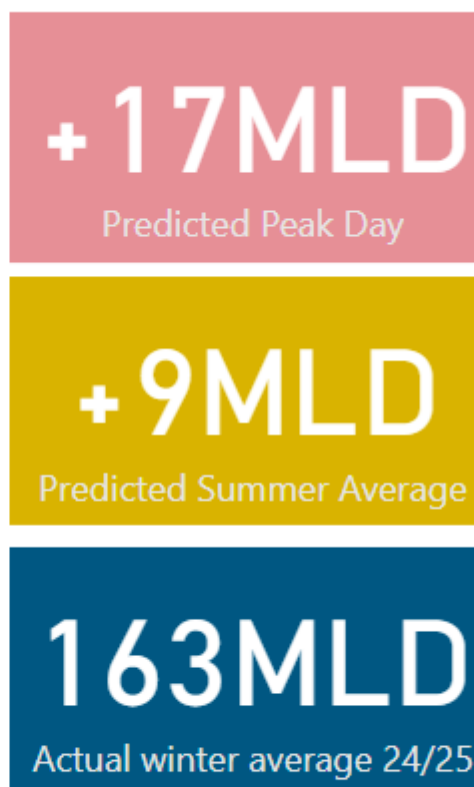 +17MLD
Predicted Peak Day
+9MLD
Predicted Summer Average
163MLD
Actual winter average 24/25